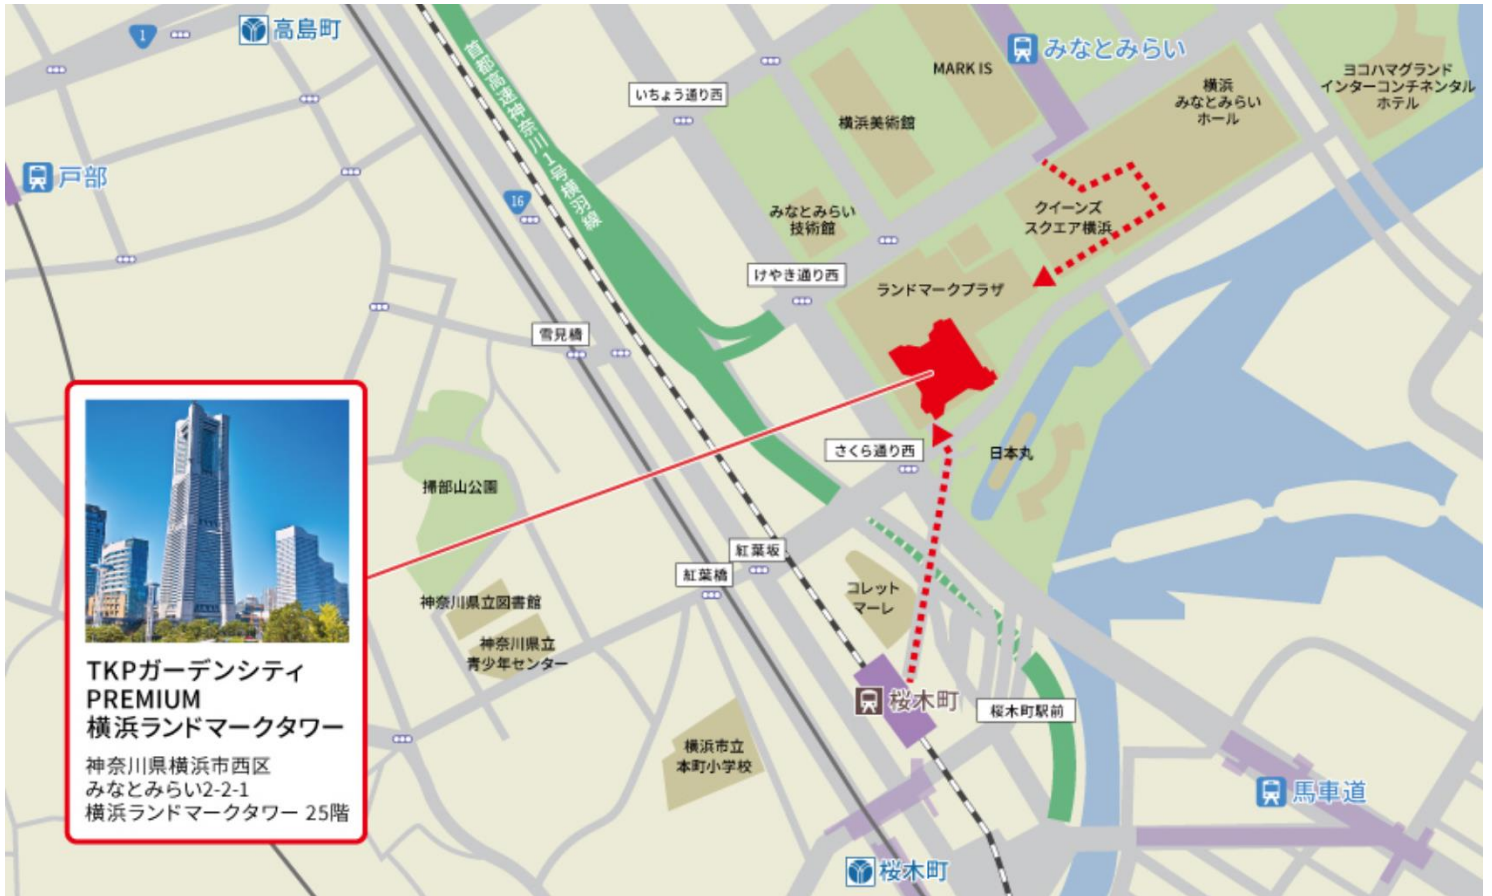 1
高島町
みなとみらい
MARK IS
ヨコハマグランド
インターコンチネンタル
ホテル
横浜
みなとみらい
ホール
いちょう通り西
横浜美術館
首都高速神奈川1号横羽線
戸部
16
みなとみらい
技術館
クイーンズ
スクエア横浜
けやき通り西
ランドマークプラザ
雪見橋
さくら通り西
日本丸
掃部山公園
紅葉坂
紅葉橋
コレット
マーレ
神奈川県立図書館
神奈川県立
青少年センター
桜木町
桜木町駅前
横浜市立
本町小学校
馬車道
桜木町
TKPガーデンシティ
PREMIUM
横浜ランドマークタワー
神奈川県横浜市西区
みなとみらい2-2-1
横浜ランドマークタワー 25階